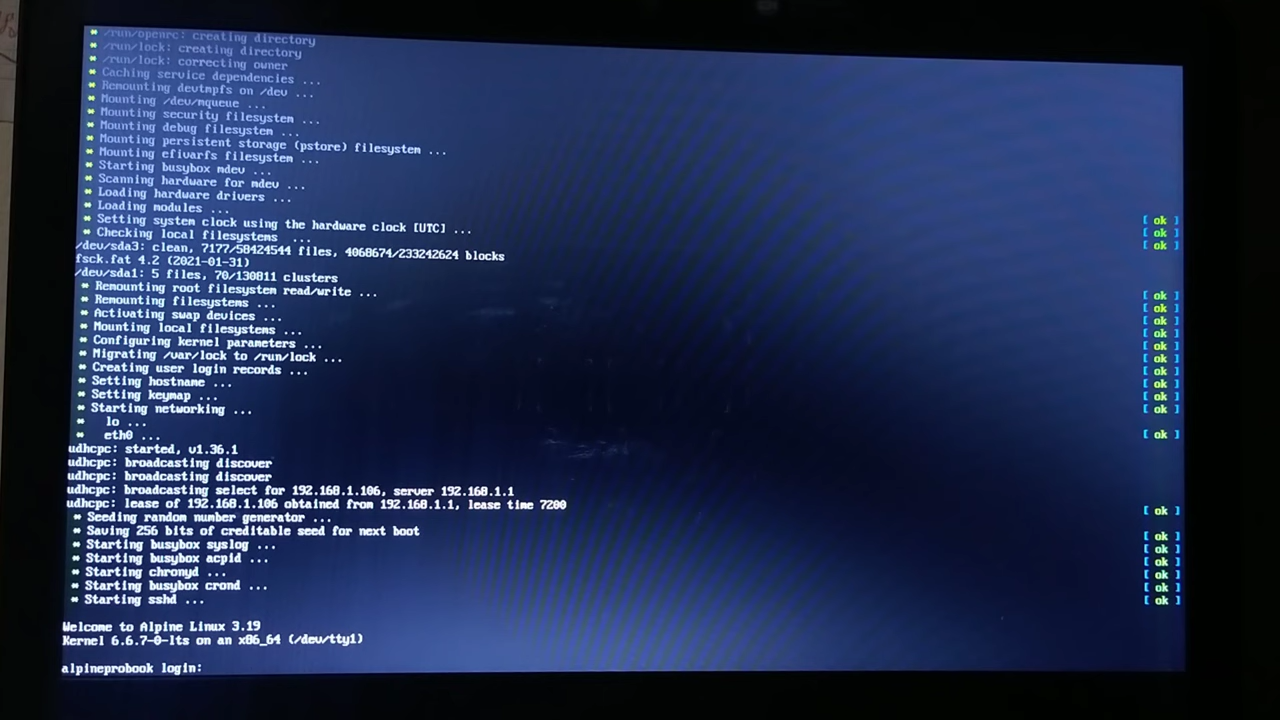 * /run/openrc: creating directory
* /run/lock: creating directory
* /run/lock: correcting owner
* Caching service dependencies ...
* Remounting devtmpfs on /dev ...
* Mounting /dev/mqueue ...
* Mounting security filesystem ...
* Mounting debug filesystem ...
* Mounting persistent storage (pstore) filesystem ...
* Mounting efivarfs filesystem ...
* Starting busybox mdev ...
* Scanning hardware for mdev ...
* Loading hardware drivers ...
* Loading modules ... [ ok ]
* Setting system clock using the hardware clock [UTC] ... [ ok ]
* Checking local filesystems ... [ ok ]
/dev/sda3: clean, 7177/58424544 files, 4068674/233242624 blocks
fsck.fat 4.2 (2021-01-31)
/dev/sda1: 5 files, 70/130811 clusters
* Remounting root filesystem read/write ... [ ok ]
* Remounting filesystems ... [ ok ]
* Activating swap devices ... [ ok ]
* Mounting local filesystems ... [ ok ]
* Configuring kernel parameters ... [ ok ]
* Migrating /var/lock to /run/lock ... [ ok ]
* Creating user login records ... [ ok ]
* Setting hostname ... [ ok ]
* Setting keymap ... [ ok ]
* Starting networking ... [ ok ]
* lo ...
* eth0 ... [ ok ]
udhcpc: started, v1.36.1
udhcpc: broadcasting discover
udhcpc: broadcasting discover
udhcpc: broadcasting select for 192.168.1.106, server 192.168.1.1
udhcpc: lease of 192.168.1.106 obtained from 192.168.1.1, lease time 7200
* Seeding random number generator ... [ ok ]
* Saving 256 bits of creditable seed for next boot
* Starting busybox syslog ... [ ok ]
* Starting busybox acpid ... [ ok ]
* Starting chronyd ... [ ok ]
* Starting busybox crond ... [ ok ]
* Starting sshd ... [ ok ]
[ ok ]
Welcome to Alpine Linux 3.19
Kernel 6.6.7-0-lts on an x86_64 (/dev/tty1)
alpineprobook login: